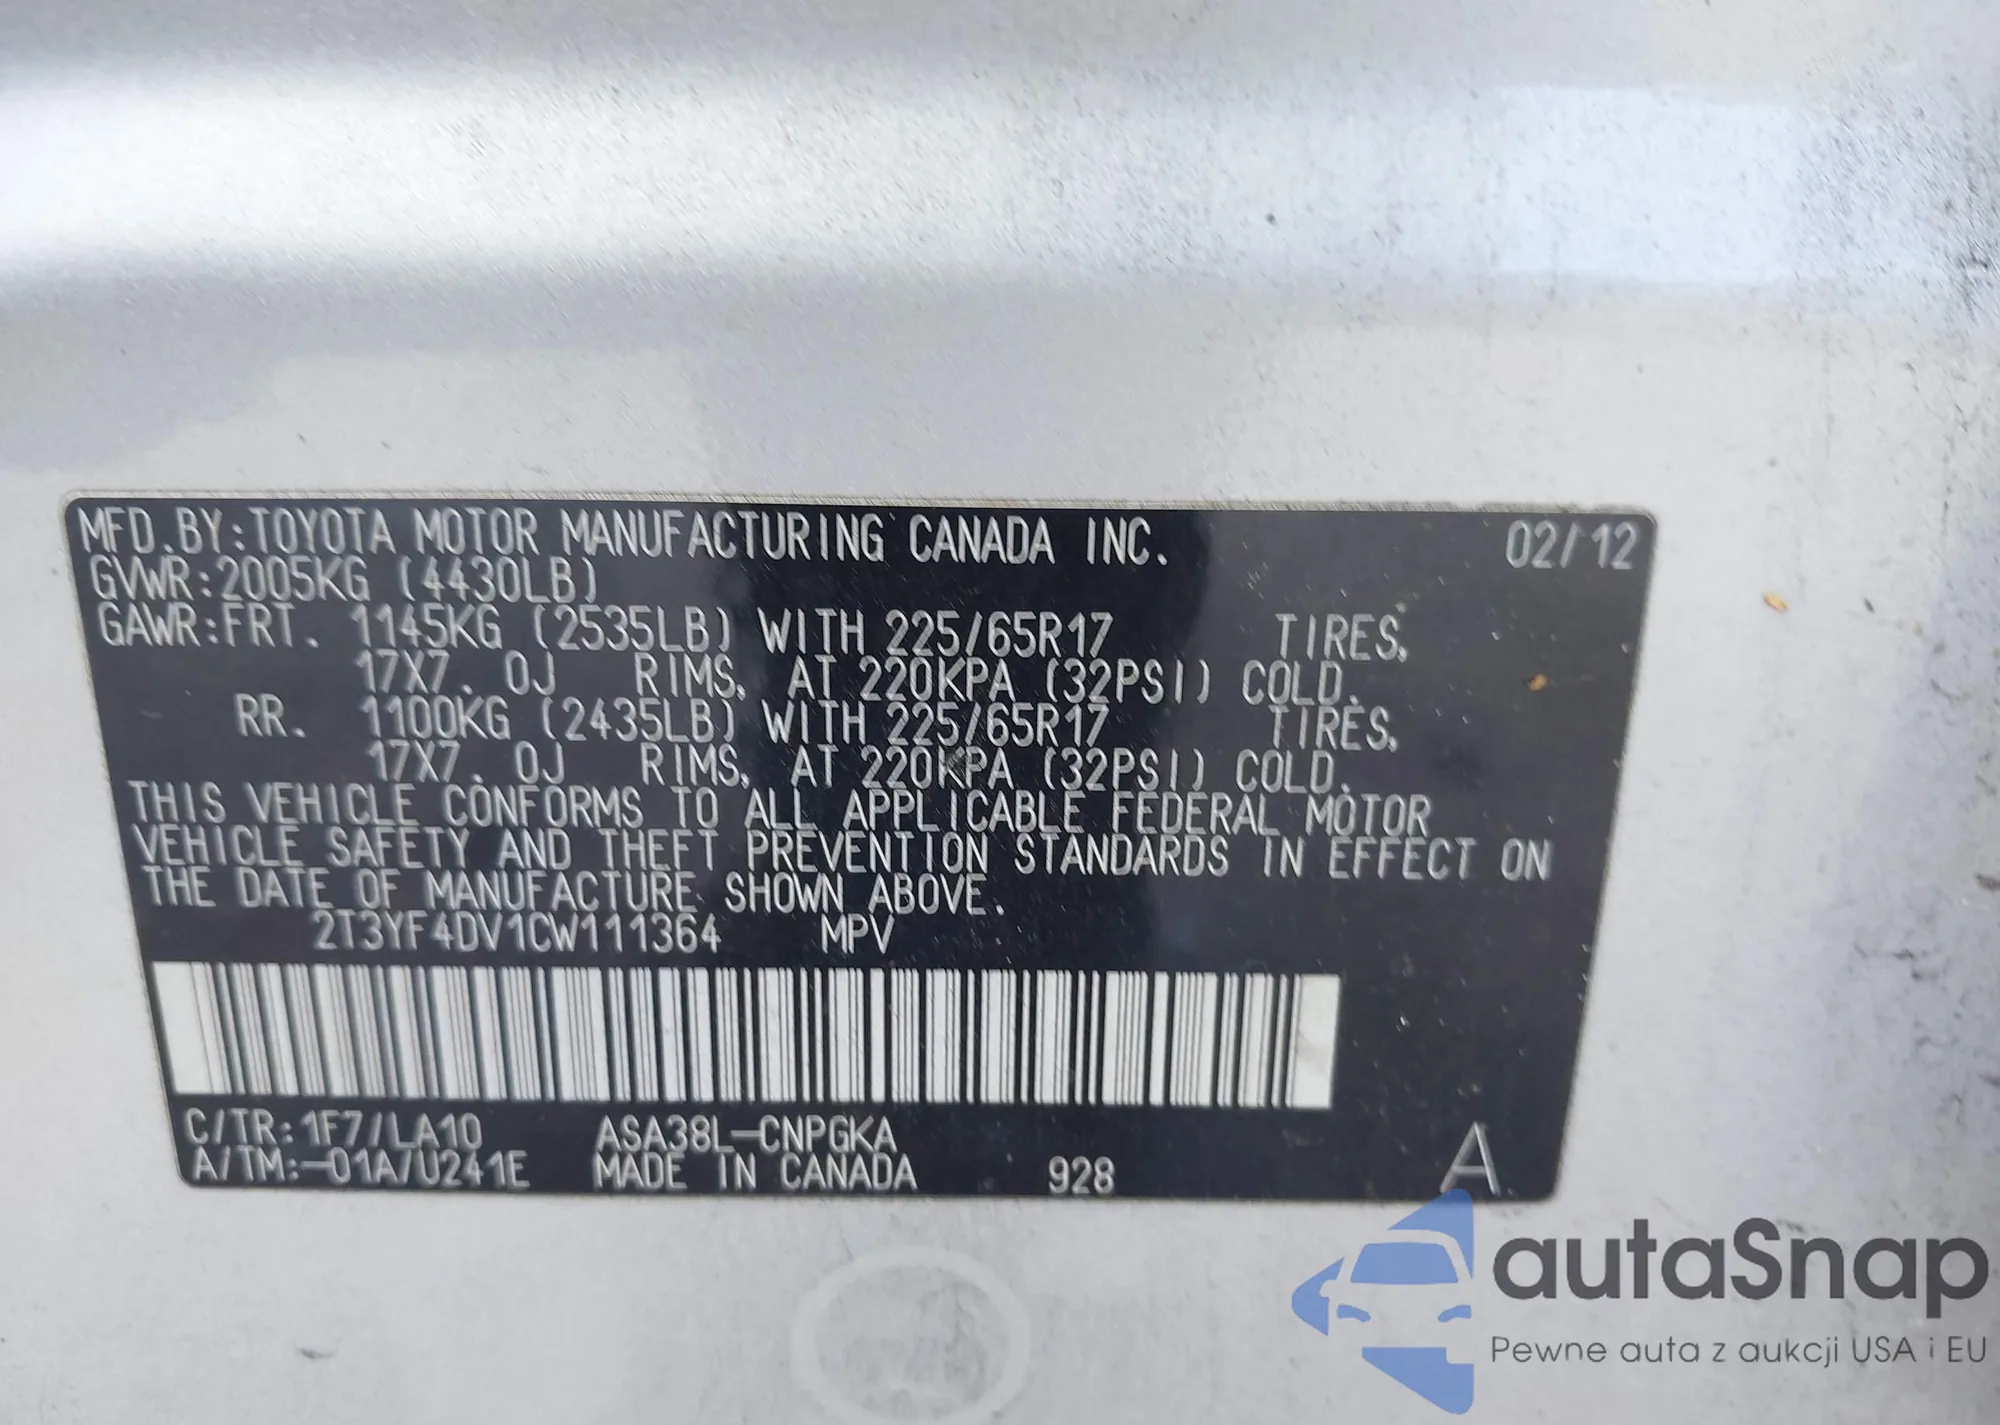 MFD.BY:TOYOTA MOTOR MANUFACTURING CANADA INC. 02/12
GVWR:2005KG (4430LB)
GAWR:FRT. 1145KG (2535LB) WITH 225/65R17 TIRES,
17X7.0J RIMS, AT 220KPA (32PSI) COLD.
RR. 1100KG (2435LB) WITH 225/65R17 TIRES,
17X7.0J RIMS, AT 220KPA (32PSI) COLD.
THIS VEHICLE CONFORMS TO ALL APPLICABLE FEDERAL MOTOR
VEHICLE SAFETY AND THEFT PREVENTION STANDARDS IN EFFECT ON
THE DATE OF MANUFACTURE SHOWN ABOVE.
2T3YF4DV1CW111364 MPV
C/TR:1F7/LA10 ASA38L-CNPGKA
A/TM:-01A/U241E MADE IN CANADA 928 A
autaSnap
Pewne auta z aukcji USA i EU